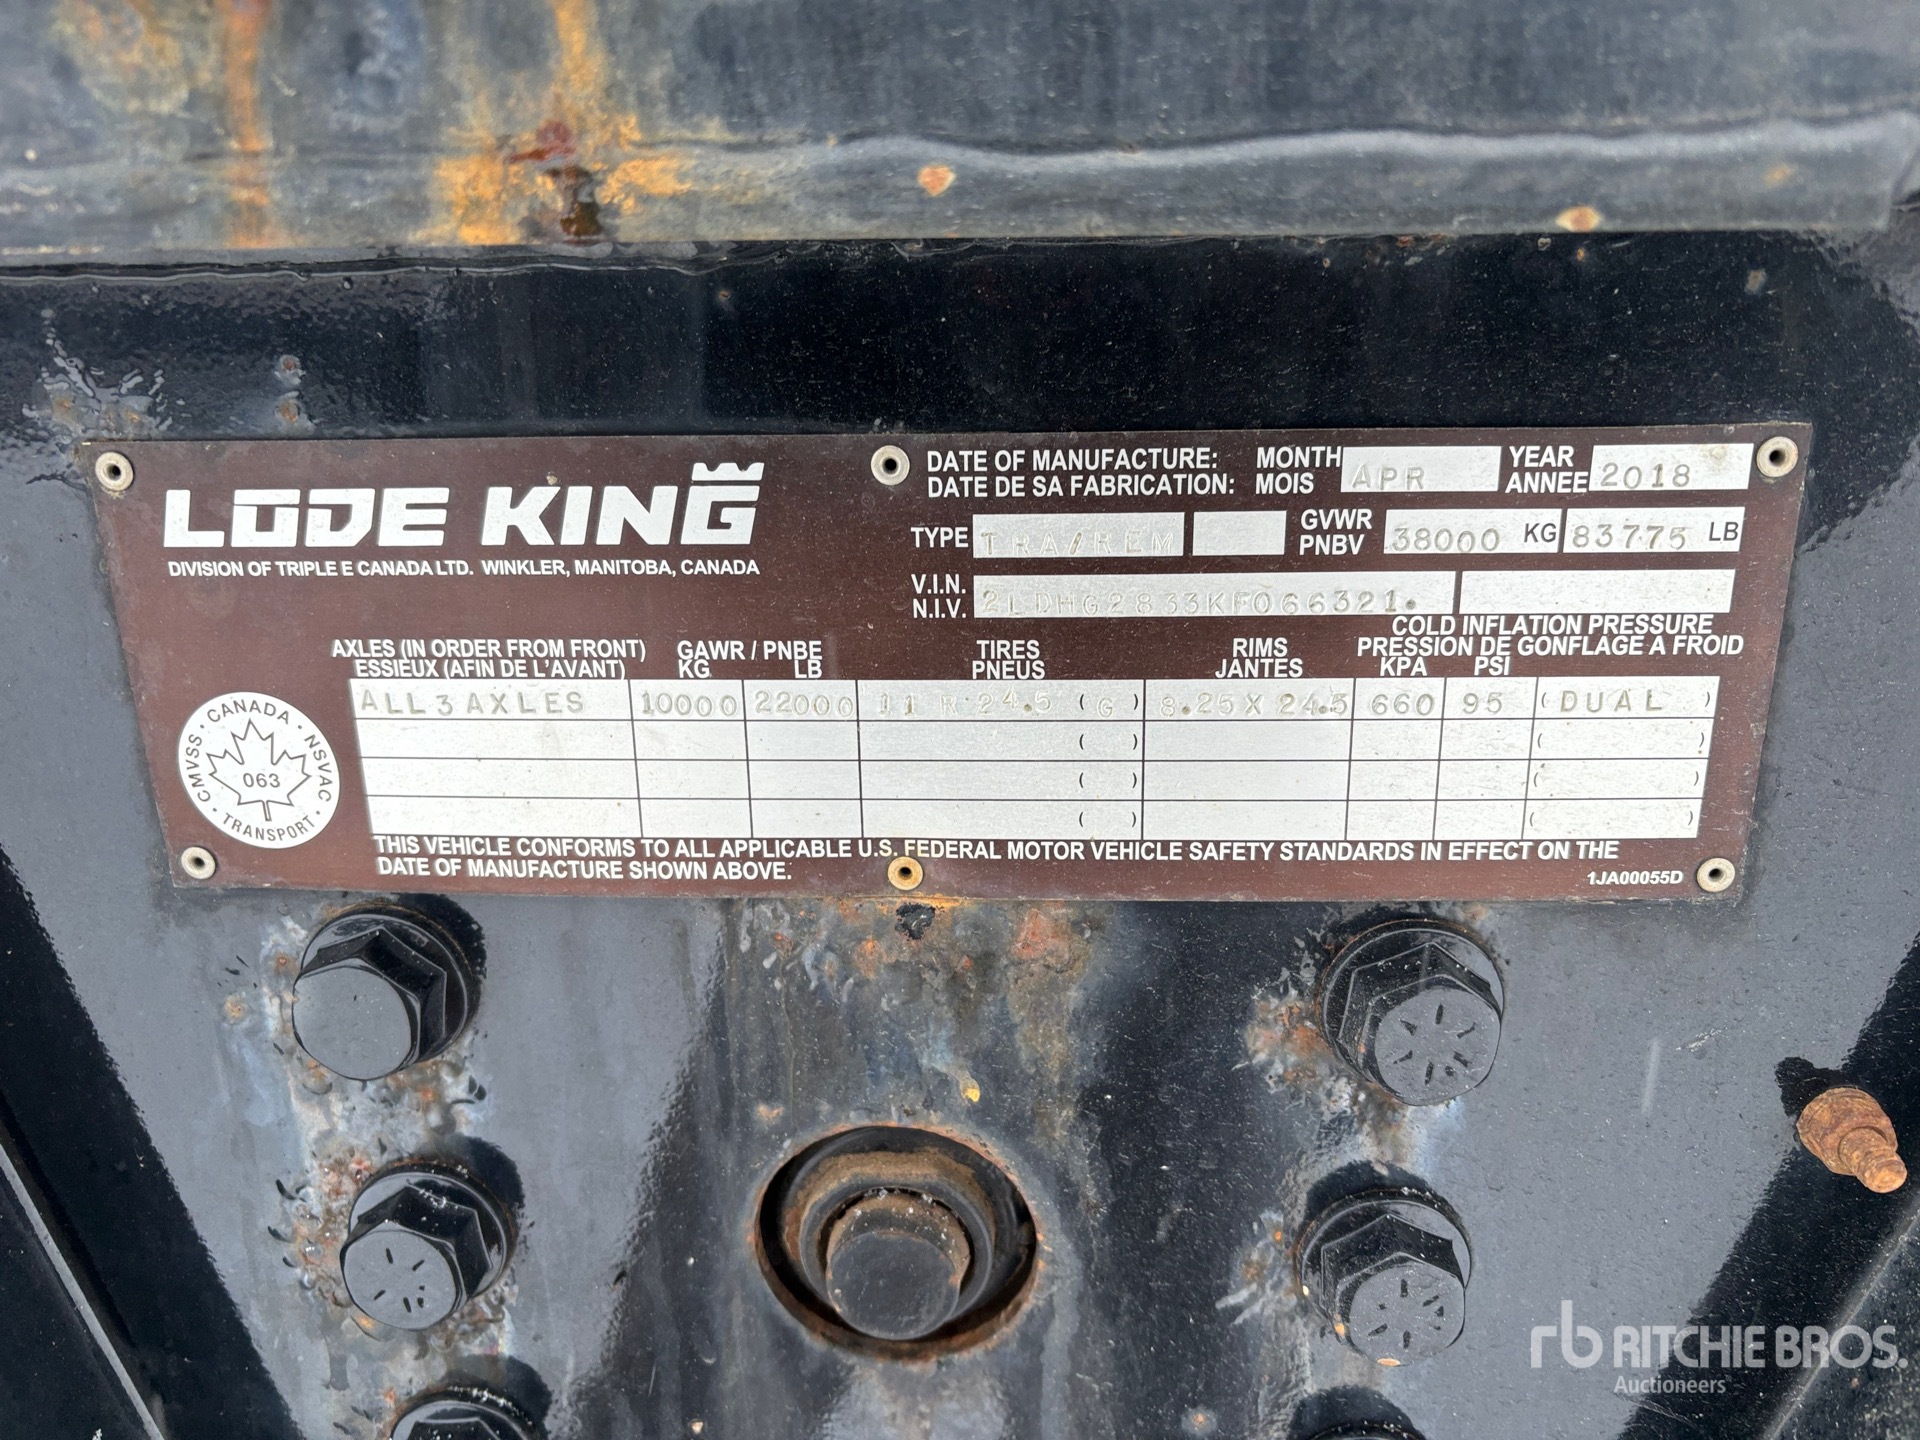 LODE KING
DIVISION OF TRIPLE E CANADA LTD. WINKLER, MANITOBA, CANADA
DATE OF MANUFACTURE: MONTH APR YEAR 2018
DATE DE SA FABRICATION: MOIS ANNEE
TYPE TRA/REM GVWR PNBV 38000 KG 83775 LB
V.I.N. N.I.V. 2LDHG2833KF066321.
COLD INFLATION PRESSURE
AXLES (IN ORDER FROM FRONT) GAWR / PNBE TIRES RIMS PRESSION DE GONFLAGE A FROID
ESSIEUX (AFIN DE L'AVANT) KG LB PNEUS JANTES KPA PSI
ALL 3 AXLES 10000 22000 11 R 24.5 ( G ) 8.25 X 24.5 660 95 ( DUAL )
( ) ( )
( ) ( )
( ) ( )
CANADA · NSVAC · TRANSPORT · CMVSS ·
063
THIS VEHICLE CONFORMS TO ALL APPLICABLE U.S. FEDERAL MOTOR VEHICLE SAFETY STANDARDS IN EFFECT ON THE
DATE OF MANUFACTURE SHOWN ABOVE.
1JA00055D
rb RITCHIE BROS.
Auctioneers